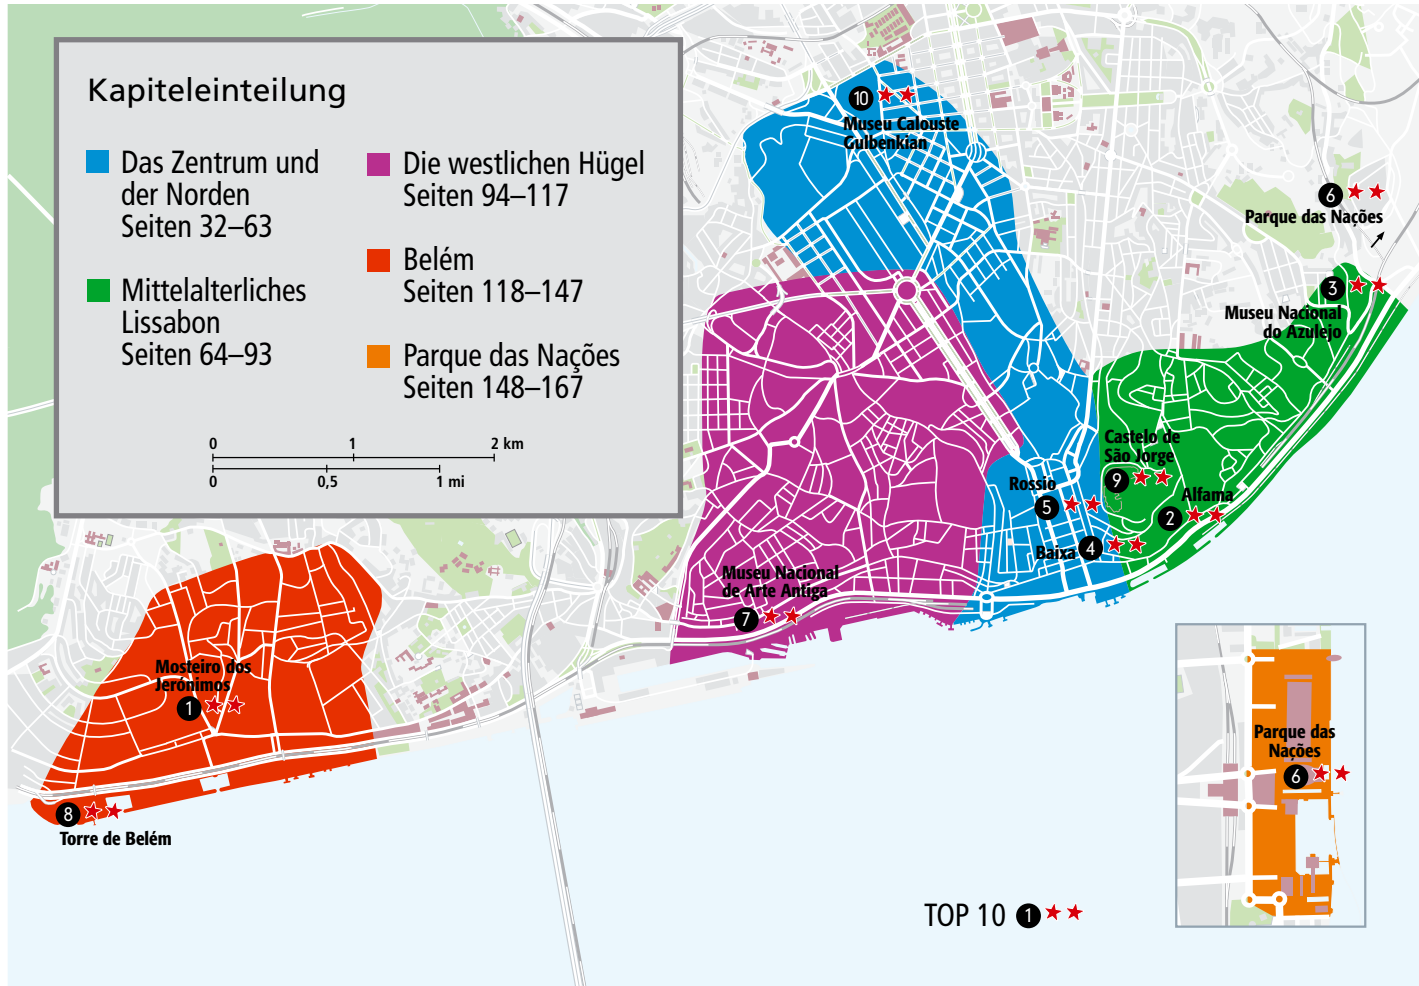 Kapiteleinteilung
Das Zentrum und
der Norden
Seiten 32–63
Mittelalterliches
Lissabon
Seiten 64–93
Die westlichen Hügel
Seiten 94–117
Belém
Seiten 118–147
Parque das Nações
Seiten 148–167
0 1 2 km
0 0,5 1 mi
10
Museu Calouste
Gulbenkian
6
Parque das Nações
3
Museu Nacional
do Azulejo
Castelo de
São Jorge
9
Rossio
5
Alfama
2
Baixa 4
Museu Nacional
de Arte Antiga
7
Mosteiro dos
Jerónimos
1
8
Torre de Belém
Parque das
Nações
6
TOP 10 1